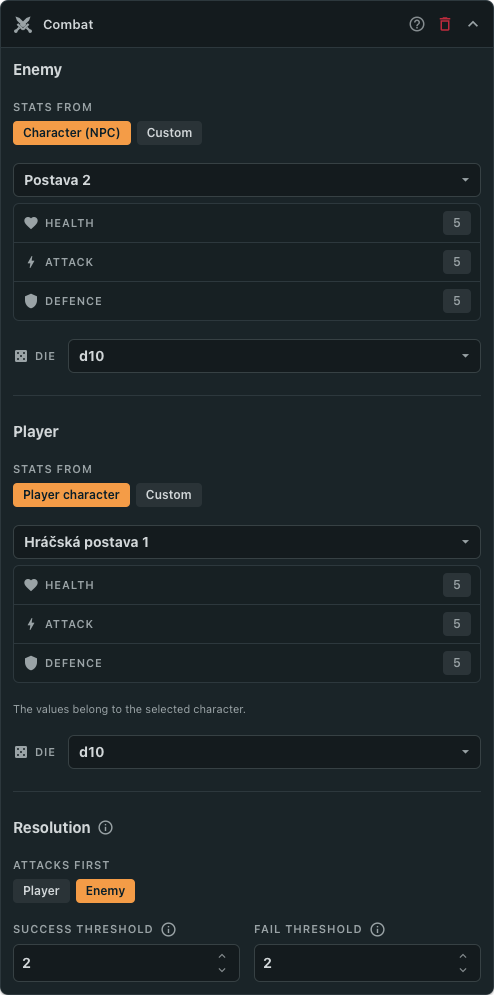 Combat
Enemy
STATS FROM
Character (NPC) Custom
Postava 2
HEALTH 5
ATTACK 5
DEFENCE 5
DIE d10
Player
STATS FROM
Player character Custom
Hráčská postava 1
HEALTH 5
ATTACK 5
DEFENCE 5
The values belong to the selected character.
DIE d10
Resolution
ATTACKS FIRST
Player Enemy
SUCCESS THRESHOLD FAIL THRESHOLD
2 2